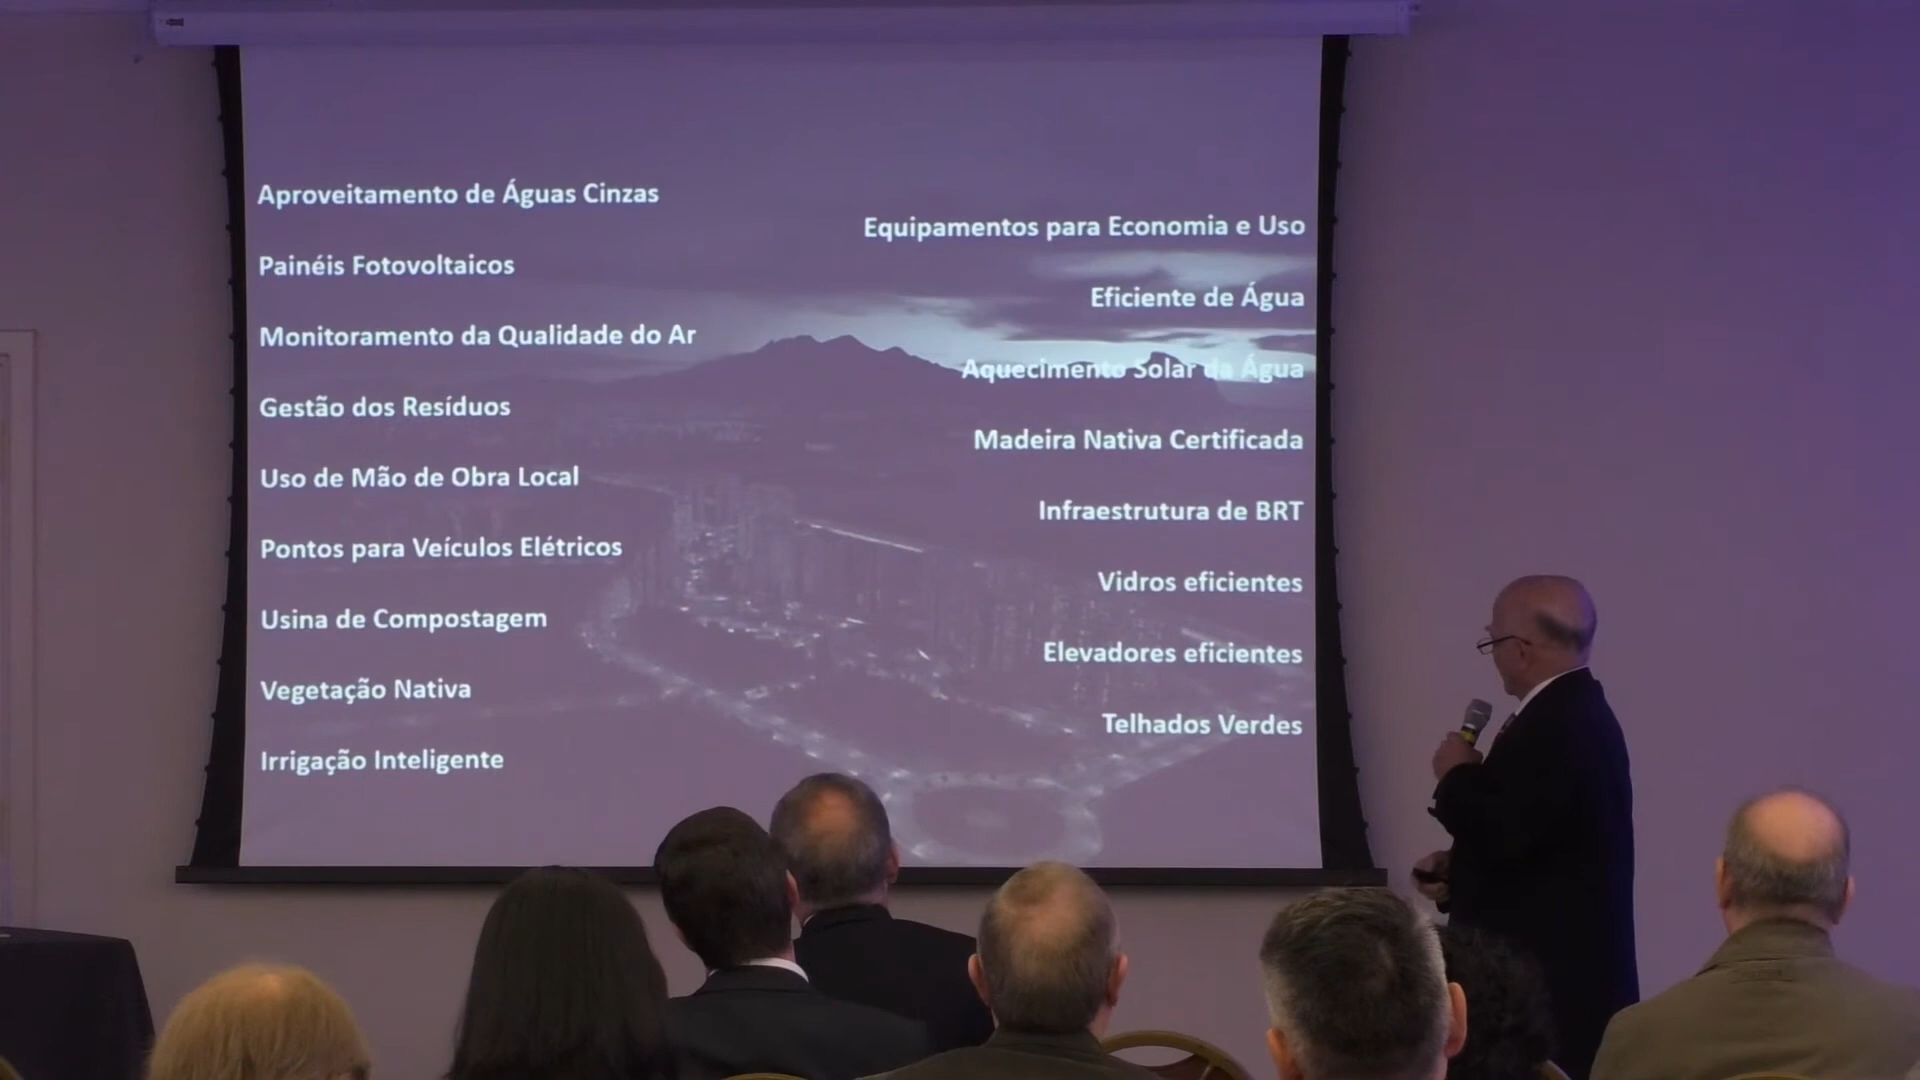 Aproveitamento de Águas Cinzas
Painéis Fotovoltaicos
Monitoramento da Qualidade do Ar
Gestão dos Resíduos
Uso de Mão de Obra Local
Pontos para Veículos Elétricos
Usina de Compostagem
Vegetação Nativa
Irrigação Inteligente
Equipamentos para Economia e Uso
Eficiente de Água
Aquecimento Solar da Água
Madeira Nativa Certificada
Infraestrutura de BRT
Vidros eficientes
Elevadores eficientes
Telhados Verdes